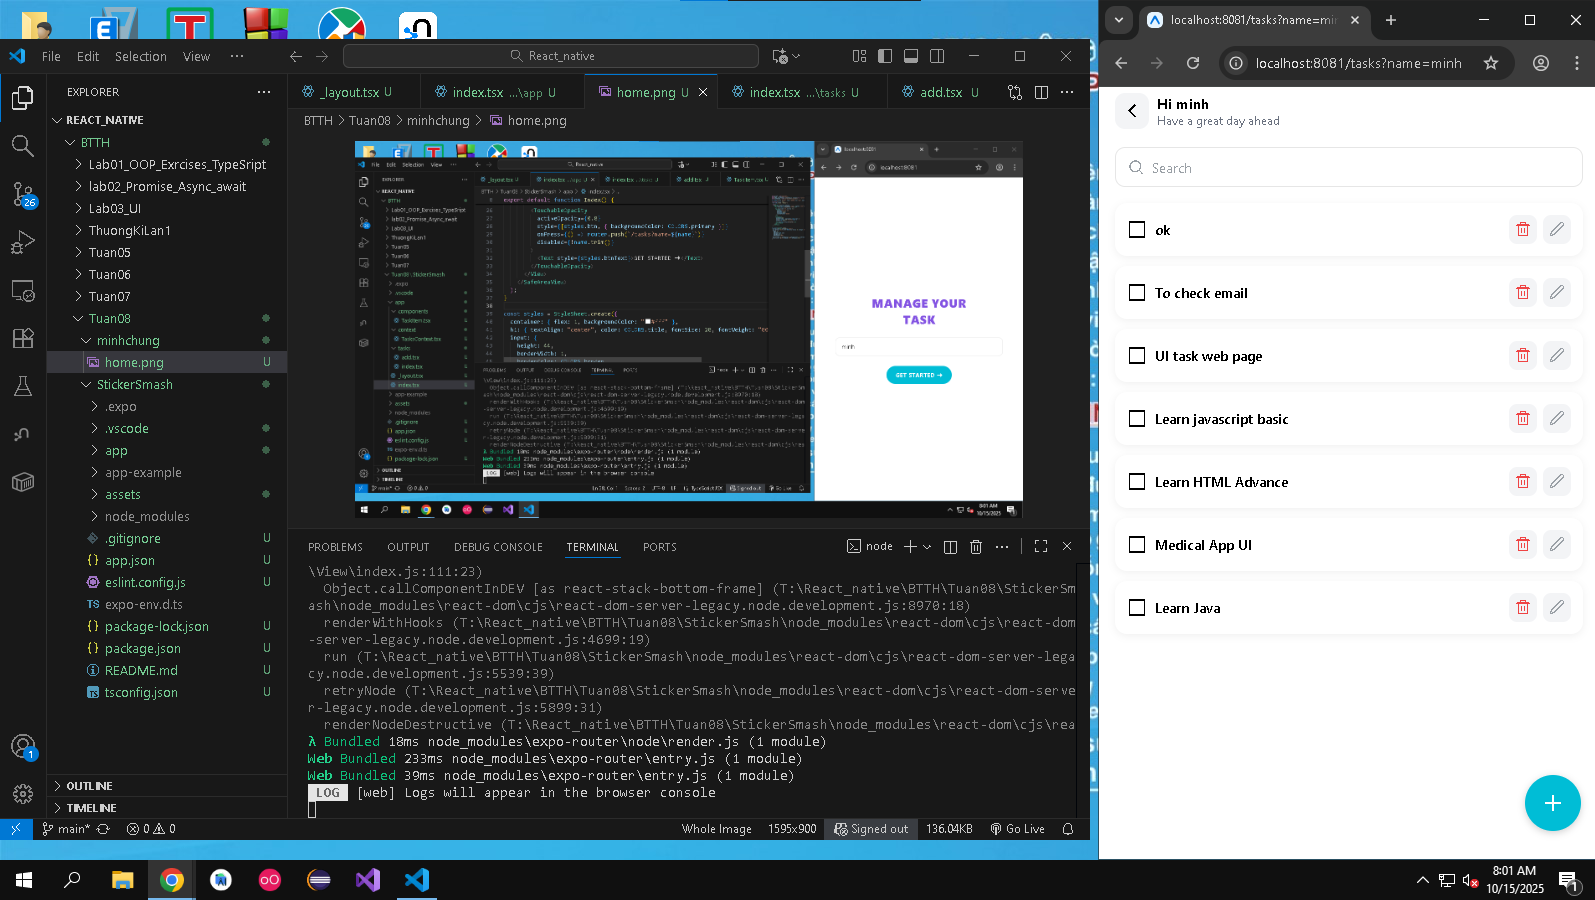 File Edit Selection View ···
React_native
EXPLORER
REACT_NATIVE
BTTH
Lab01_OOP_Exrcises_TypeSript
lab02_Promise_Async_await
Lab03_UI
ThuongKiLan1
Tuan05
Tuan06
Tuan07
Tuan08
minhchung
home.png U
StickerSmash
.expo
.vscode
app
app-example
assets
node_modules
.gitignore U
app.json U
eslint.config.js U
expo-env.d.ts
package-lock.json U
package.json U
README.md U
tsconfig.json U
OUTLINE
TIMELINE
26
1
_layout.tsx U
index.tsx ...\app U
home.png U
index.tsx ...\tasks U
add.tsx U
BTTH > Tuan08 > minhchung > home.png
MANAGE YOUR
TASK
minh
GET STARTED →
PROBLEMS OUTPUT DEBUG CONSOLE TERMINAL PORTS
node
\View\index.js:111:23)
Object.callComponentInDEV [as react-stack-bottom-frame] (T:\React_native\BTTH\Tuan08\StickerSm
ash\node_modules\react-dom\cjs\react-dom-server-legacy.node.development.js:8970:18)
renderWithHooks (T:\React_native\BTTH\Tuan08\StickerSmash\node_modules\react-dom\cjs\react-dom
-server-legacy.node.development.js:4699:19)
run (T:\React_native\BTTH\Tuan08\StickerSmash\node_modules\react-dom\cjs\react-dom-server-lega
cy.node.development.js:5539:39)
retryNode (T:\React_native\BTTH\Tuan08\StickerSmash\node_modules\react-dom\cjs\react-dom-serve
r-legacy.node.development.js:5899:31)
renderNodeDestructive (T:\React_native\BTTH\Tuan08\StickerSmash\node_modules\react-dom\cjs\rea
λ Bundled 18ms node_modules\expo-router\node\render.js (1 module)
Web Bundled 233ms node_modules\expo-router\entry.js (1 module)
Web Bundled 39ms node_modules\expo-router\entry.js (1 module)
LOG [web] Logs will appear in the browser console
main* 0 0
Whole Image 1595x900 Signed out 136.04KB Go Live
localhost:8081/tasks?name=min
localhost:8081/tasks?name=minh
Hi minh
Have a great day ahead
Search
ok
To check email
UI task web page
Learn javascript basic
Learn HTML Advance
Medical App UI
Learn Java
+
8:01 AM
10/15/2025
1